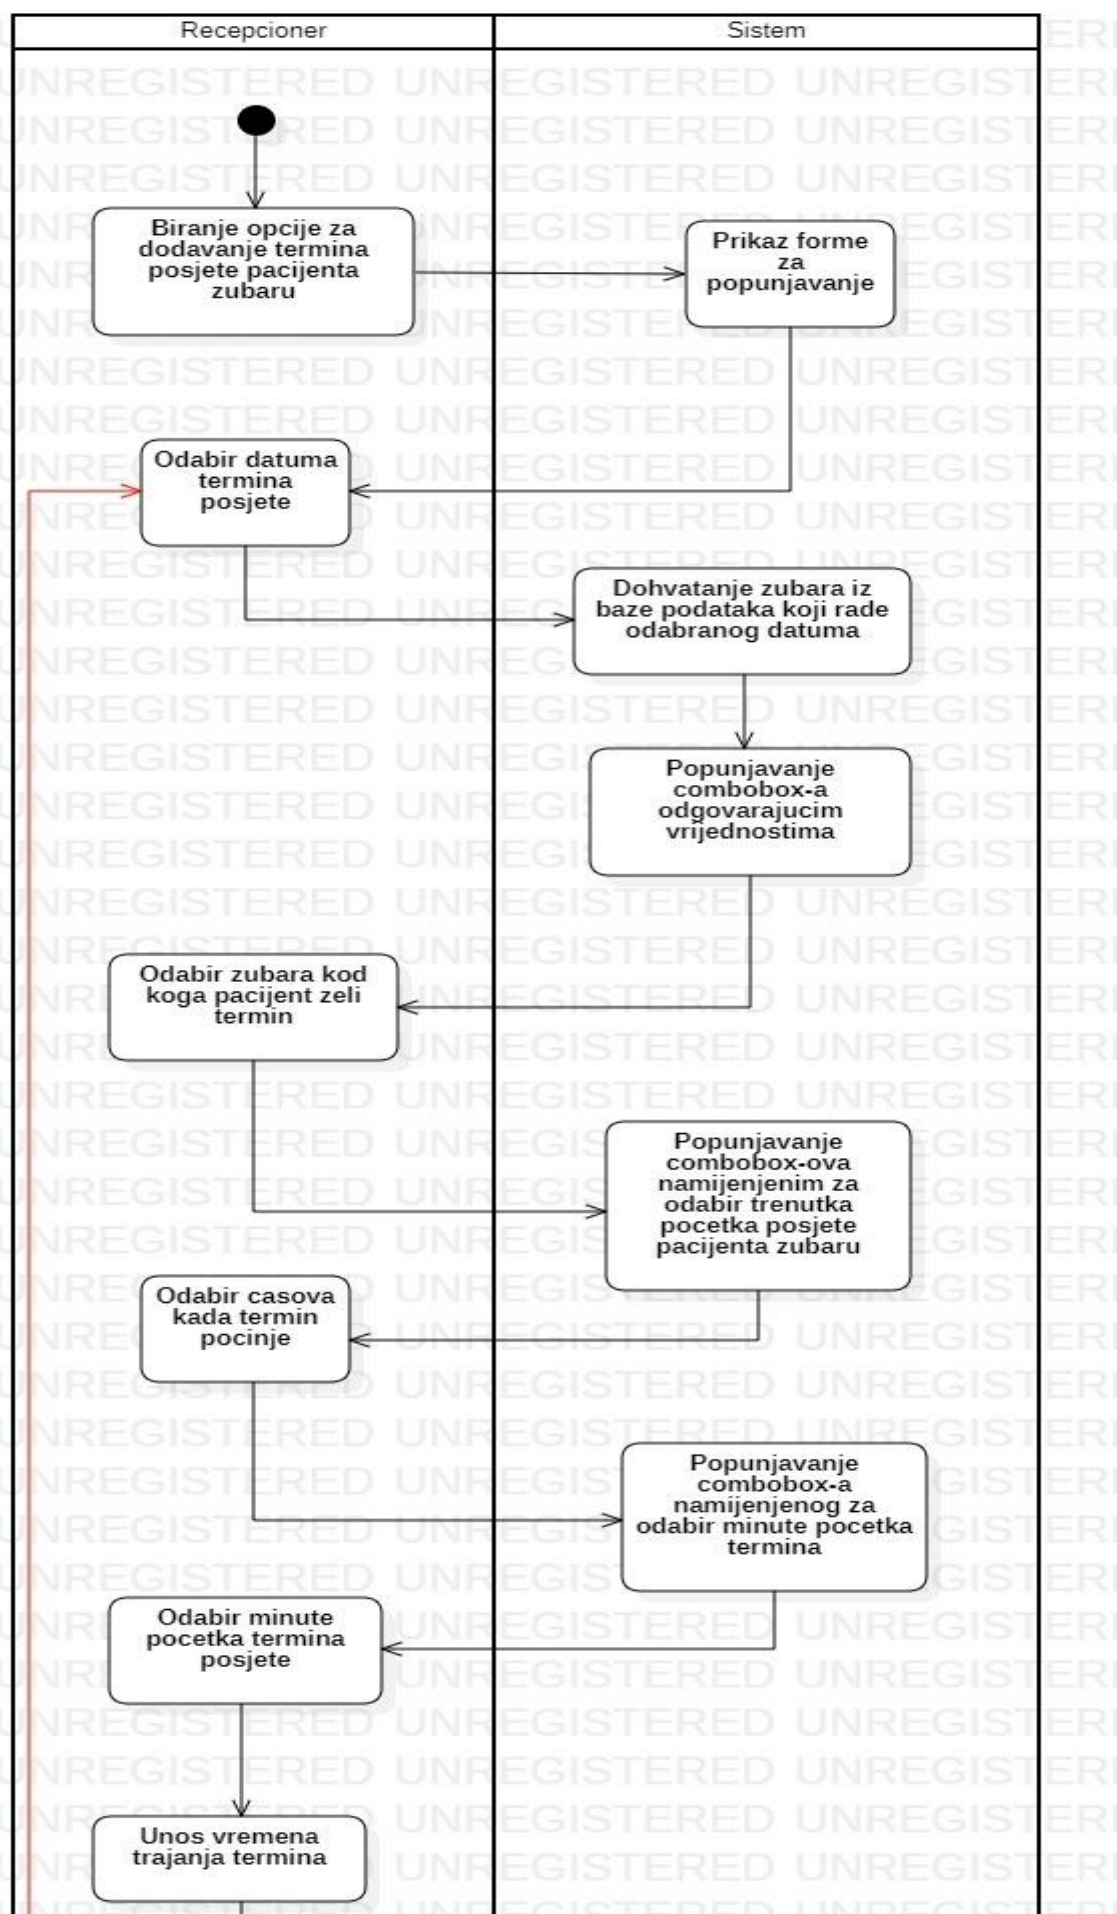 Recepcioner
Sistem
Biranje opcije za
dodavanje termina
posjete pacijenta
zubaru
Prikaz forme
za
popunjavanje
Odabir datuma
termina
posjete
Dohvatanje zubara iz
baze podataka koji rade
odabranog datuma
Popunjavanje
combobox-a
odgovarajucim
vrijednostima
Odabir zubara kod
koga pacijent zeli
termin
Popunjavanje
combobox-ova
namijenjenim za
odabir trenutka
pocetka posjete
pacijenta zubaru
Odabir casova
kada termin
pocinje
Popunjavanje
combobox-a
namijenjenog za
odabir minute pocetka
termina
Odabir minute
pocetka termina
posjete
Unos vremena
trajanja termina
UNREGISTERED UNREGISTERED UNREGISTERED